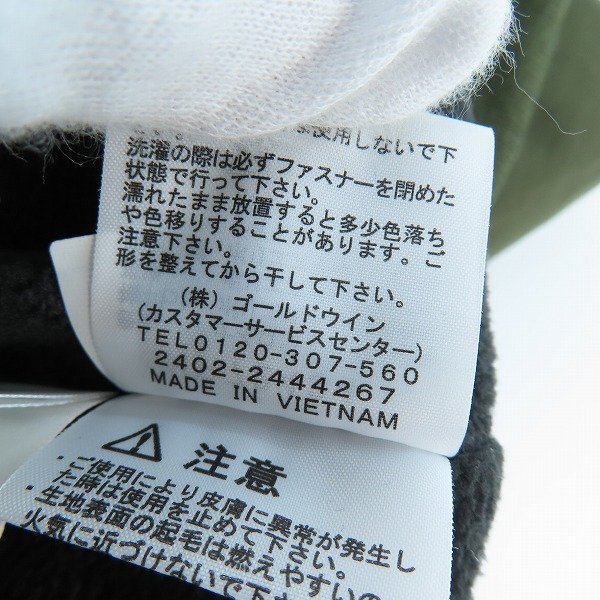 使用しないで下
洗濯の際は必ずファスナーを閉めた
状態で行って下さい。
濡れたまま放置すると多少色落ち
や色移りすることがあります。ご
注意下さい。
形を整えてから干して下さい。
(株) ゴールドウイン
(カスタマーサービスセンター)
TEL0120-307-560
2402-2444267
MADE IN VIETNAM
注意
・ご使用により皮膚に異常が発生し
た時は使用を止めて下さい。
・生地表面の起毛は燃えやすいの
火気に近づけないで下